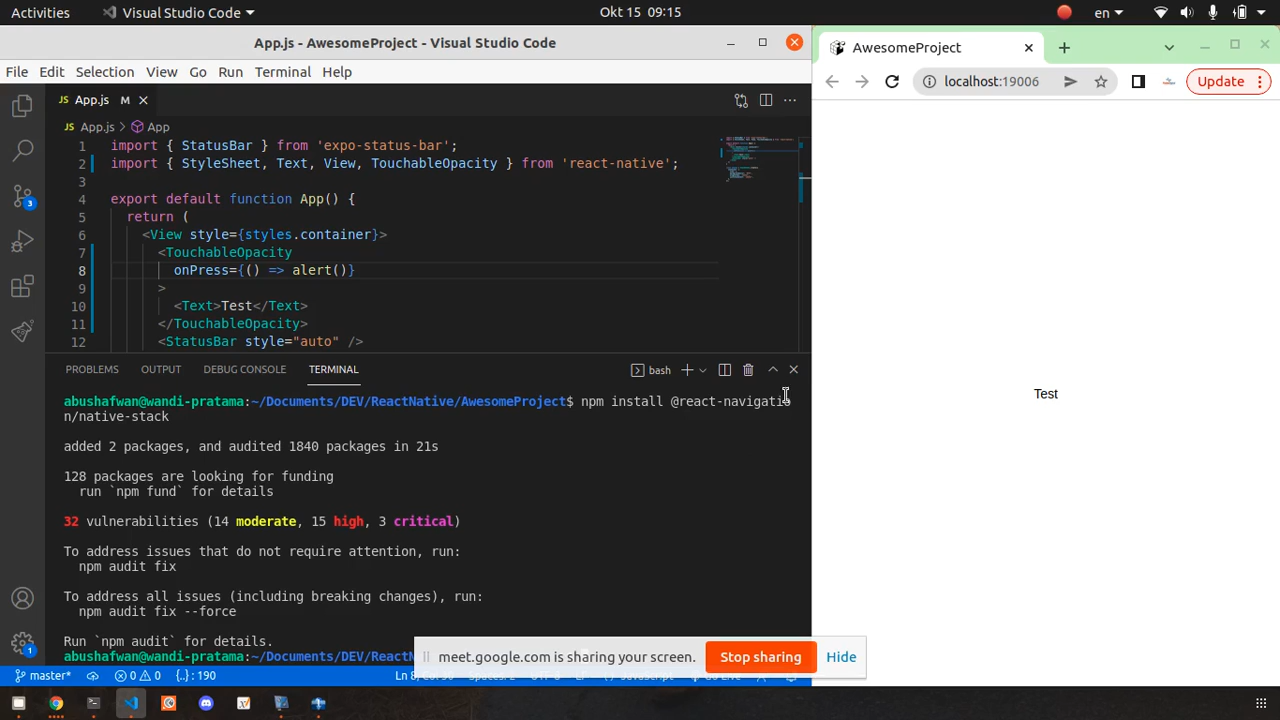 Activities
Visual Studio Code
Okt 15 09:15
en
App.js - AwesomeProject - Visual Studio Code
File Edit Selection View Go Run Terminal Help
App.js M
App.js > App
1 import { StatusBar } from 'expo-status-bar';
2 import { StyleSheet, Text, View, TouchableOpacity } from 'react-native';
3
4 export default function App() {
5 return (
6 <View style={styles.container}>
7 <TouchableOpacity
8 onPress={() => alert()}
9 >
10 <Text>Test</Text>
11 </TouchableOpacity>
12 <StatusBar style="auto" />
3
1
PROBLEMS OUTPUT DEBUG CONSOLE TERMINAL
bash
abushafwan@wandi-pratama:~/Documents/DEV/ReactNative/AwesomeProject$ npm install @react-navigatio
n/native-stack
added 2 packages, and audited 1840 packages in 21s
128 packages are looking for funding
run `npm fund` for details
32 vulnerabilities (14 moderate, 15 high, 3 critical)
To address issues that do not require attention, run:
npm audit fix
To address all issues (including breaking changes), run:
npm audit fix --force
Run `npm audit` for details.
abushafwan@wandi-pratama:~/Documents/DEV/ReactN
master* 0 0 {..}: 190
AwesomeProject
localhost:19006
Update
Test
meet.google.com is sharing your screen.
Stop sharing
Hide